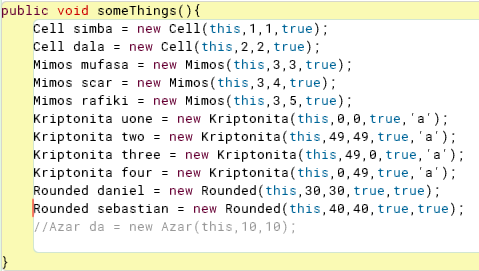 public void someThings(){
Cell simba = new Cell(this,1,1,true);
Cell dala = new Cell(this,2,2,true);
Mimos mufasa = new Mimos(this,3,3,true);
Mimos scar = new Mimos(this,3,4,true);
Mimos rafiki = new Mimos(this,3,5,true);
Kriptonita uone = new Kriptonita(this,0,0,true,'a');
Kriptonita two = new Kriptonita(this,49,49,true,'a');
Kriptonita three = new Kriptonita(this,49,0,true,'a');
Kriptonita four = new Kriptonita(this,0,49,true,'a');
Rounded daniel = new Rounded(this,30,30,true,true);
Rounded sebastian = new Rounded(this,40,40,true,true);
//Azar da = new Azar(this,10,10);
}